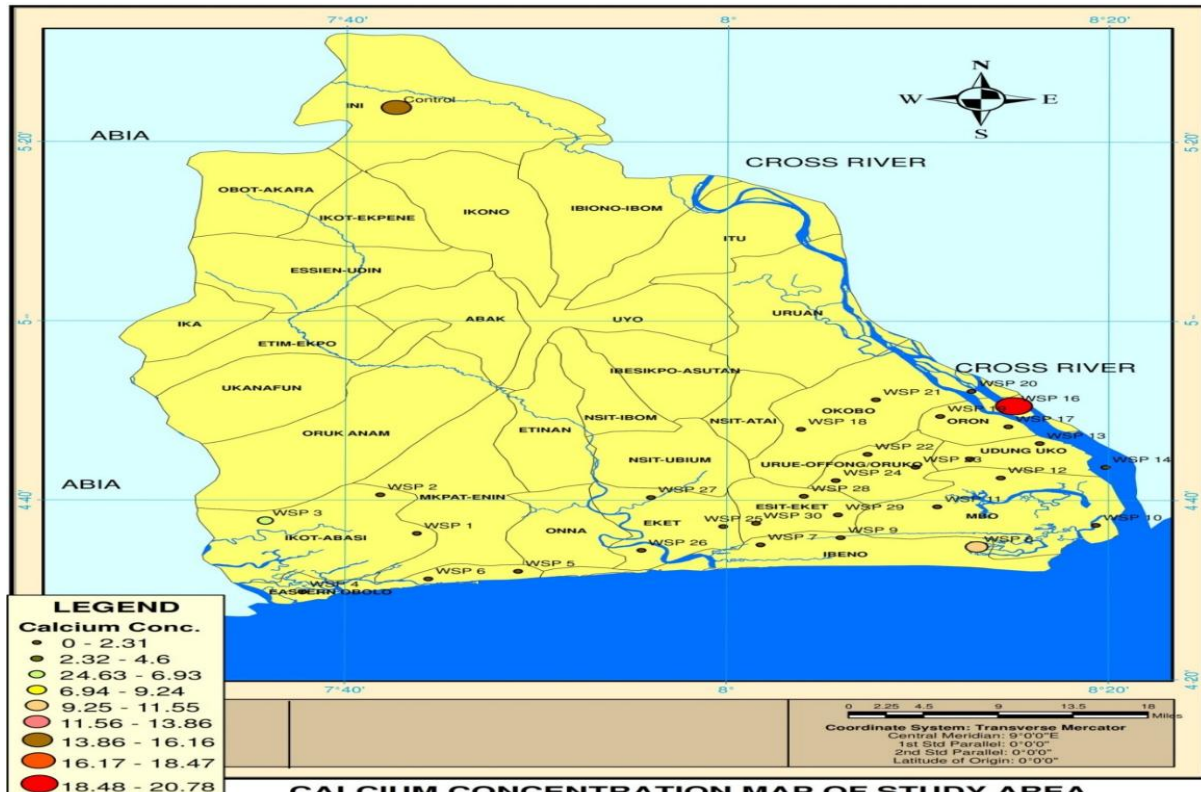 7°40'
8°
8°20'
N
W E
S
INI
Control
ABIA
5°20'
5°20'
CROSS RIVER
OBOT-AKARA
IKOT-EKPENE
IKONO
IBIONO-IBOM
ITU
ESSIEN-UDIN
URUAN
5°
5°
IKA
ABAK
UYO
ETIM-EKPO
CROSS RIVER
IBESIKPO-ASUTAN
UKANAFUN
WSP 20
WSP 21
WSP 16
OKOBO
NSIT-IBOM
ORON
WSP 17
ORUK ANAM
ETINAN
NSIT-ATAI
WSP 18
WSP 13
UDUNG UKO
WSP 22
NSIT-UBIUM
URUE-OFFONG/ORUKO
WSP 14
WSP 24
WSP 12
ABIA
4°40'
4°40'
WSP 2
MKPAT-ENIN
WSP 27
WSP 28
WSP 11
ESIT-EKET
WSP 29
MBO
WSP 3
WSP 10
IKOT-ABASI
WSP 1
ONNA
EKET
WSP 25
WSP 30
WSP 9
WSP 7
IBENO
WSP 26
WSP 6
WSP 5
WSP 4
EASTERN-OBOLO
7°40'
8°
8°20'
4°20'
LEGEND
Calcium Conc.
0 - 2.31
2.32 - 4.6
24.63 - 6.93
6.94 - 9.24
9.25 - 11.55
11.56 - 13.86
13.86 - 16.16
16.17 - 18.47
18.48 - 20.78
0 2.25 4.5 9 13.5 18
Miles
Coordinate System: Transverse Mercator
Central Meridian: 9°0'0"E
1st Std Parallel: 0°0'0"
2nd Std Parallel: 0°0'0"
Latitude of Origin: 0°0'0"
CALCIUM CONCENTRATION MAP OF STUDY AREA